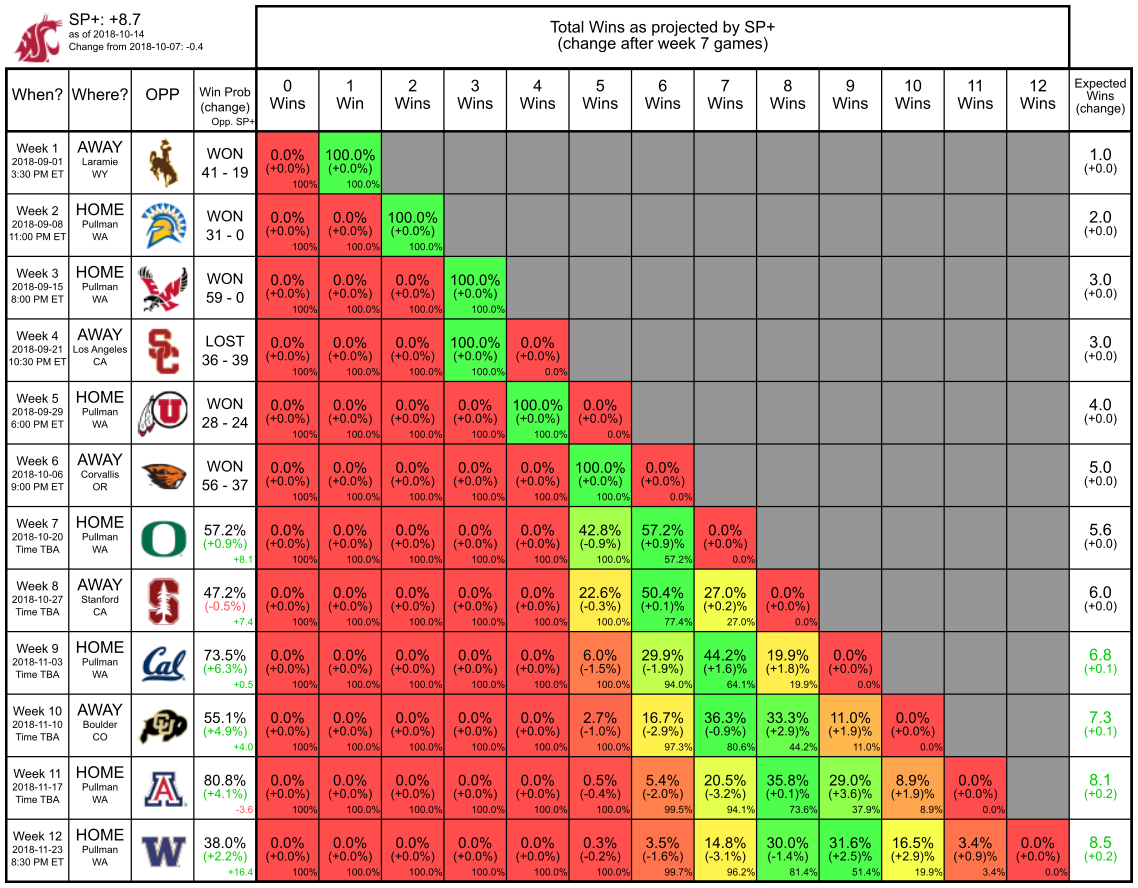 SP+: +8.7
as of 2018-10-14
Change from 2018-10-07: -0.4
Total Wins as projected by SP+
(change after week 7 games)
When? Where? OPP Win Prob (change) Opp. SP+ 0 Wins 1 Win 2 Wins 3 Wins 4 Wins 5 Wins 6 Wins 7 Wins 8 Wins 9 Wins 10 Wins 11 Wins 12 Wins Expected Wins (change)
Week 1 AWAY WON 0.0% 100.0% 1.0
2018-09-01 Laramie 41 - 19 (+0.0%) (+0.0%) (+0.0)
3:30 PM ET WY 100% 100.0%
Week 2 HOME WON 0.0% 0.0% 100.0% 2.0
2018-09-08 Pullman 31 - 0 (+0.0%) (+0.0%) (+0.0%) (+0.0)
11:00 PM ET WA 100% 100.0% 100.0%
Week 3 HOME WON 0.0% 0.0% 0.0% 100.0% 3.0
2018-09-15 Pullman 59 - 0 (+0.0%) (+0.0%) (+0.0%) (+0.0%) (+0.0)
8:00 PM ET WA 100% 100.0% 100.0% 100.0%
Week 4 AWAY SC LOST 0.0% 0.0% 0.0% 100.0% 0.0% 3.0
2018-09-21 Los Angeles 36 - 39 (+0.0%) (+0.0%) (+0.0%) (+0.0%) (+0.0%) (+0.0)
10:30 PM ET CA 100% 100.0% 100.0% 100.0% 0.0%
Week 5 HOME U WON 0.0% 0.0% 0.0% 0.0% 100.0% 0.0% 4.0
2018-09-29 Pullman 28 - 24 (+0.0%) (+0.0%) (+0.0%) (+0.0%) (+0.0%) (+0.0%) (+0.0)
6:00 PM ET WA 100% 100.0% 100.0% 100.0% 100.0% 0.0%
Week 6 AWAY WON 0.0% 0.0% 0.0% 0.0% 0.0% 100.0% 0.0% 5.0
2018-10-06 Corvallis 56 - 37 (+0.0%) (+0.0%) (+0.0%) (+0.0%) (+0.0%) (+0.0%) (+0.0%) (+0.0)
9:00 PM ET OR 100% 100.0% 100.0% 100.0% 100.0% 100.0% 0.0%
Week 7 HOME O 57.2% 0.0% 0.0% 0.0% 0.0% 0.0% 42.8% 57.2% 0.0% 5.6
2018-10-20 Pullman (+0.9%) (+0.0%) (+0.0%) (+0.0%) (+0.0%) (+0.0%) (-0.9%) (+0.9)% (+0.0%) (+0.0)
Time TBA WA +8.1 100% 100.0% 100.0% 100.0% 100.0% 100.0% 57.2% 0.0%
Week 8 AWAY S 47.2% 0.0% 0.0% 0.0% 0.0% 0.0% 22.6% 50.4% 27.0% 0.0% 6.0
2018-10-27 Stanford (-0.5%) (+0.0%) (+0.0%) (+0.0%) (+0.0%) (+0.0%) (-0.3%) (+0.1)% (+0.2)% (+0.0%) (+0.0)
Time TBA CA +7.4 100% 100.0% 100.0% 100.0% 100.0% 100.0% 77.4% 27.0% 0.0%
Week 9 HOME Cal 73.5% 0.0% 0.0% 0.0% 0.0% 0.0% 6.0% 29.9% 44.2% 19.9% 0.0% 6.8
2018-11-03 Pullman (+6.3%) (+0.0%) (+0.0%) (+0.0%) (+0.0%) (+0.0%) (-1.5%) (-1.9%) (+1.6)% (+1.8)% (+0.0%) (+0.1)
Time TBA WA +0.5 100% 100.0% 100.0% 100.0% 100.0% 100.0% 94.0% 64.1% 19.9% 0.0%
Week 10 AWAY CU 55.1% 0.0% 0.0% 0.0% 0.0% 0.0% 2.7% 16.7% 36.3% 33.3% 11.0% 0.0% 7.3
2018-11-10 Boulder (+4.9%) (+0.0%) (+0.0%) (+0.0%) (+0.0%) (+0.0%) (-1.0%) (-2.9%) (-0.9%) (+2.9)% (+1.9)% (+0.0%) (+0.1)
Time TBA CO +4.0 100% 100.0% 100.0% 100.0% 100.0% 100.0% 97.3% 80.6% 44.2% 11.0% 0.0%
Week 11 HOME A 80.8% 0.0% 0.0% 0.0% 0.0% 0.0% 0.5% 5.4% 20.5% 35.8% 29.0% 8.9% 0.0% 8.1
2018-11-17 Pullman (+4.1%) (+0.0%) (+0.0%) (+0.0%) (+0.0%) (+0.0%) (-0.4%) (-2.0%) (-3.2%) (+0.1)% (+3.6)% (+1.9)% (+0.0%) (+0.2)
Time TBA WA -3.6 100% 100.0% 100.0% 100.0% 100.0% 100.0% 99.5% 94.1% 73.6% 37.9% 8.9% 0.0%
Week 12 HOME W 38.0% 0.0% 0.0% 0.0% 0.0% 0.0% 0.3% 3.5% 14.8% 30.0% 31.6% 16.5% 3.4% 0.0% 8.5
2018-11-23 Pullman (+2.2%) (+0.0%) (+0.0%) (+0.0%) (+0.0%) (+0.0%) (-0.2%) (-1.6%) (-3.1%) (-1.4%) (+2.5)% (+2.9)% (+0.9)% (+0.0%) (+0.2)
8:30 PM ET WA +16.4 100% 100.0% 100.0% 100.0% 100.0% 100.0% 99.7% 96.2% 81.4% 51.4% 19.9% 3.4% 0.0%